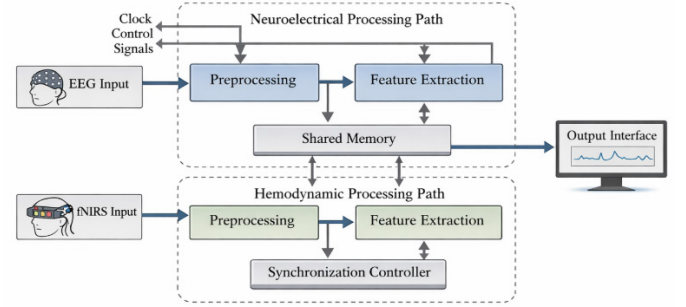 Clock
Control
Signals
Neuroelectrical Processing Path
EEG Input
Preprocessing
Feature Extraction
Shared Memory
Output Interface
Hemodynamic Processing Path
fNIRS Input
Preprocessing
Feature Extraction
Synchronization Controller